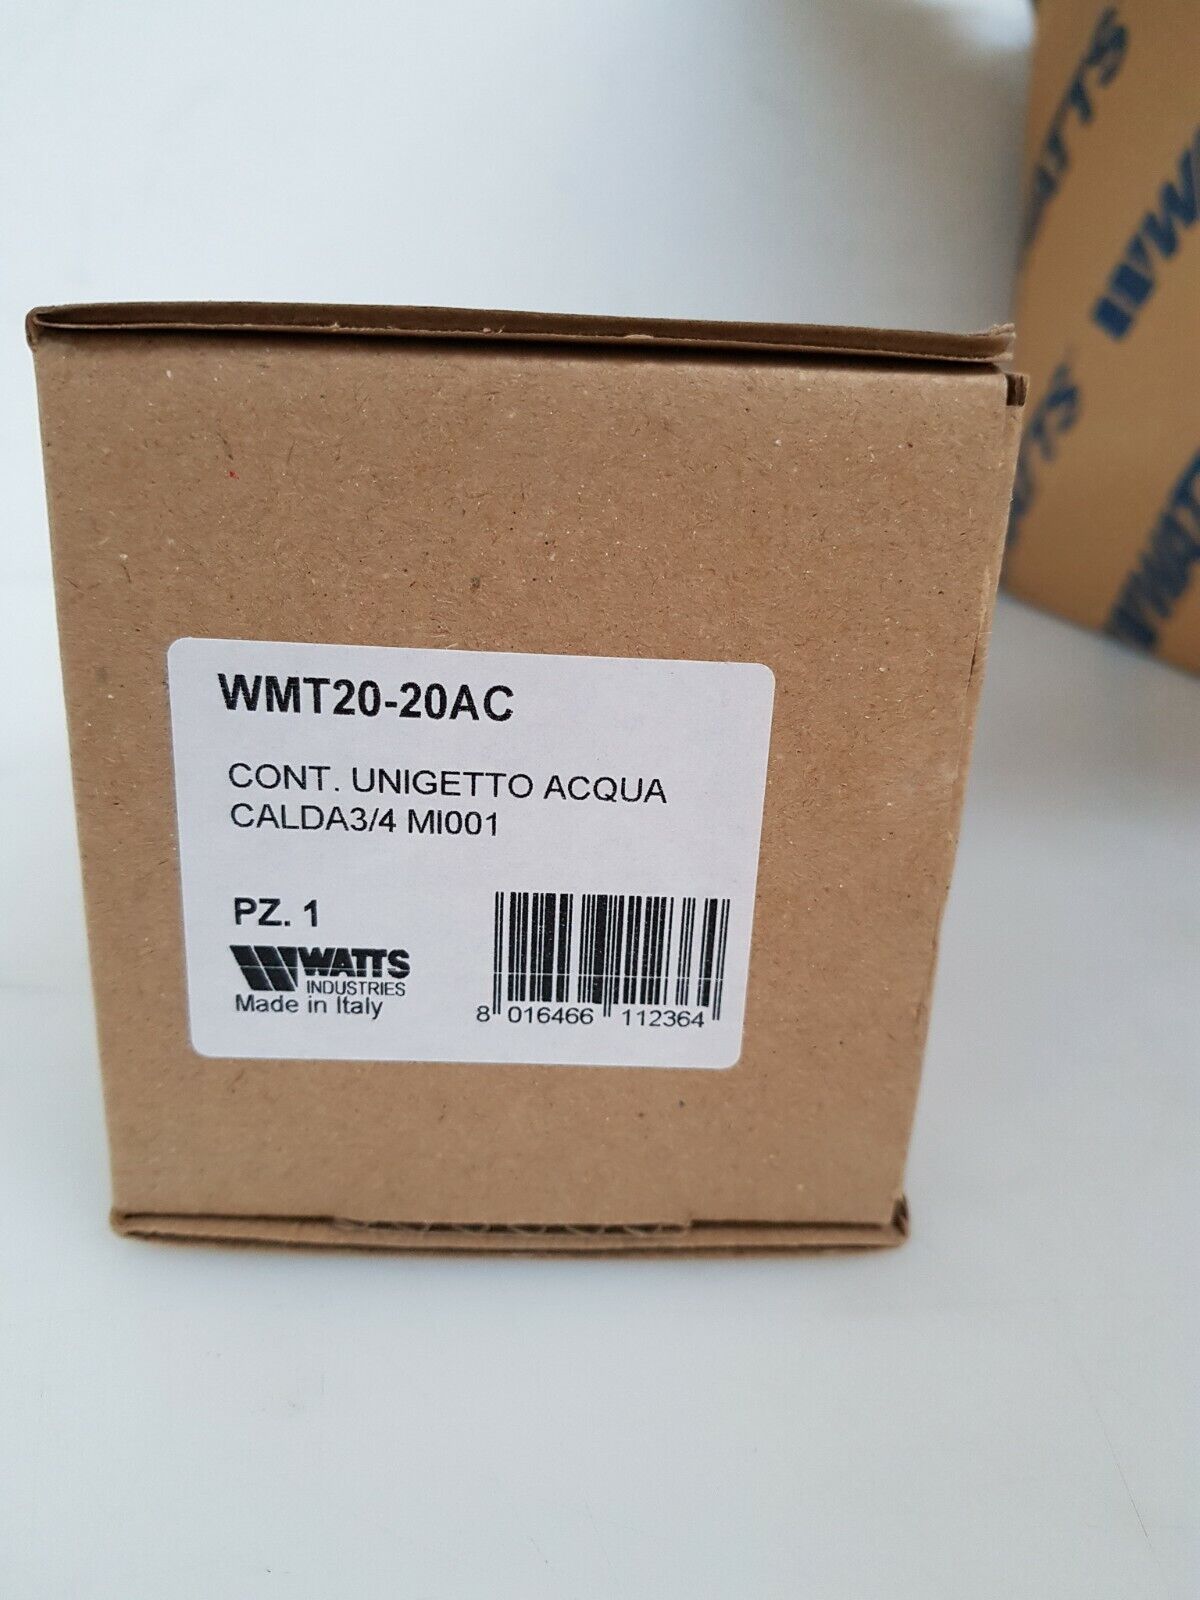 WMT20-20AC
CONT. UNIGETTO ACQUA
CALDA3/4 MI001
PZ. 1
WATTS
INDUSTRIES
Made in Italy
8 016466 112364
WATTS